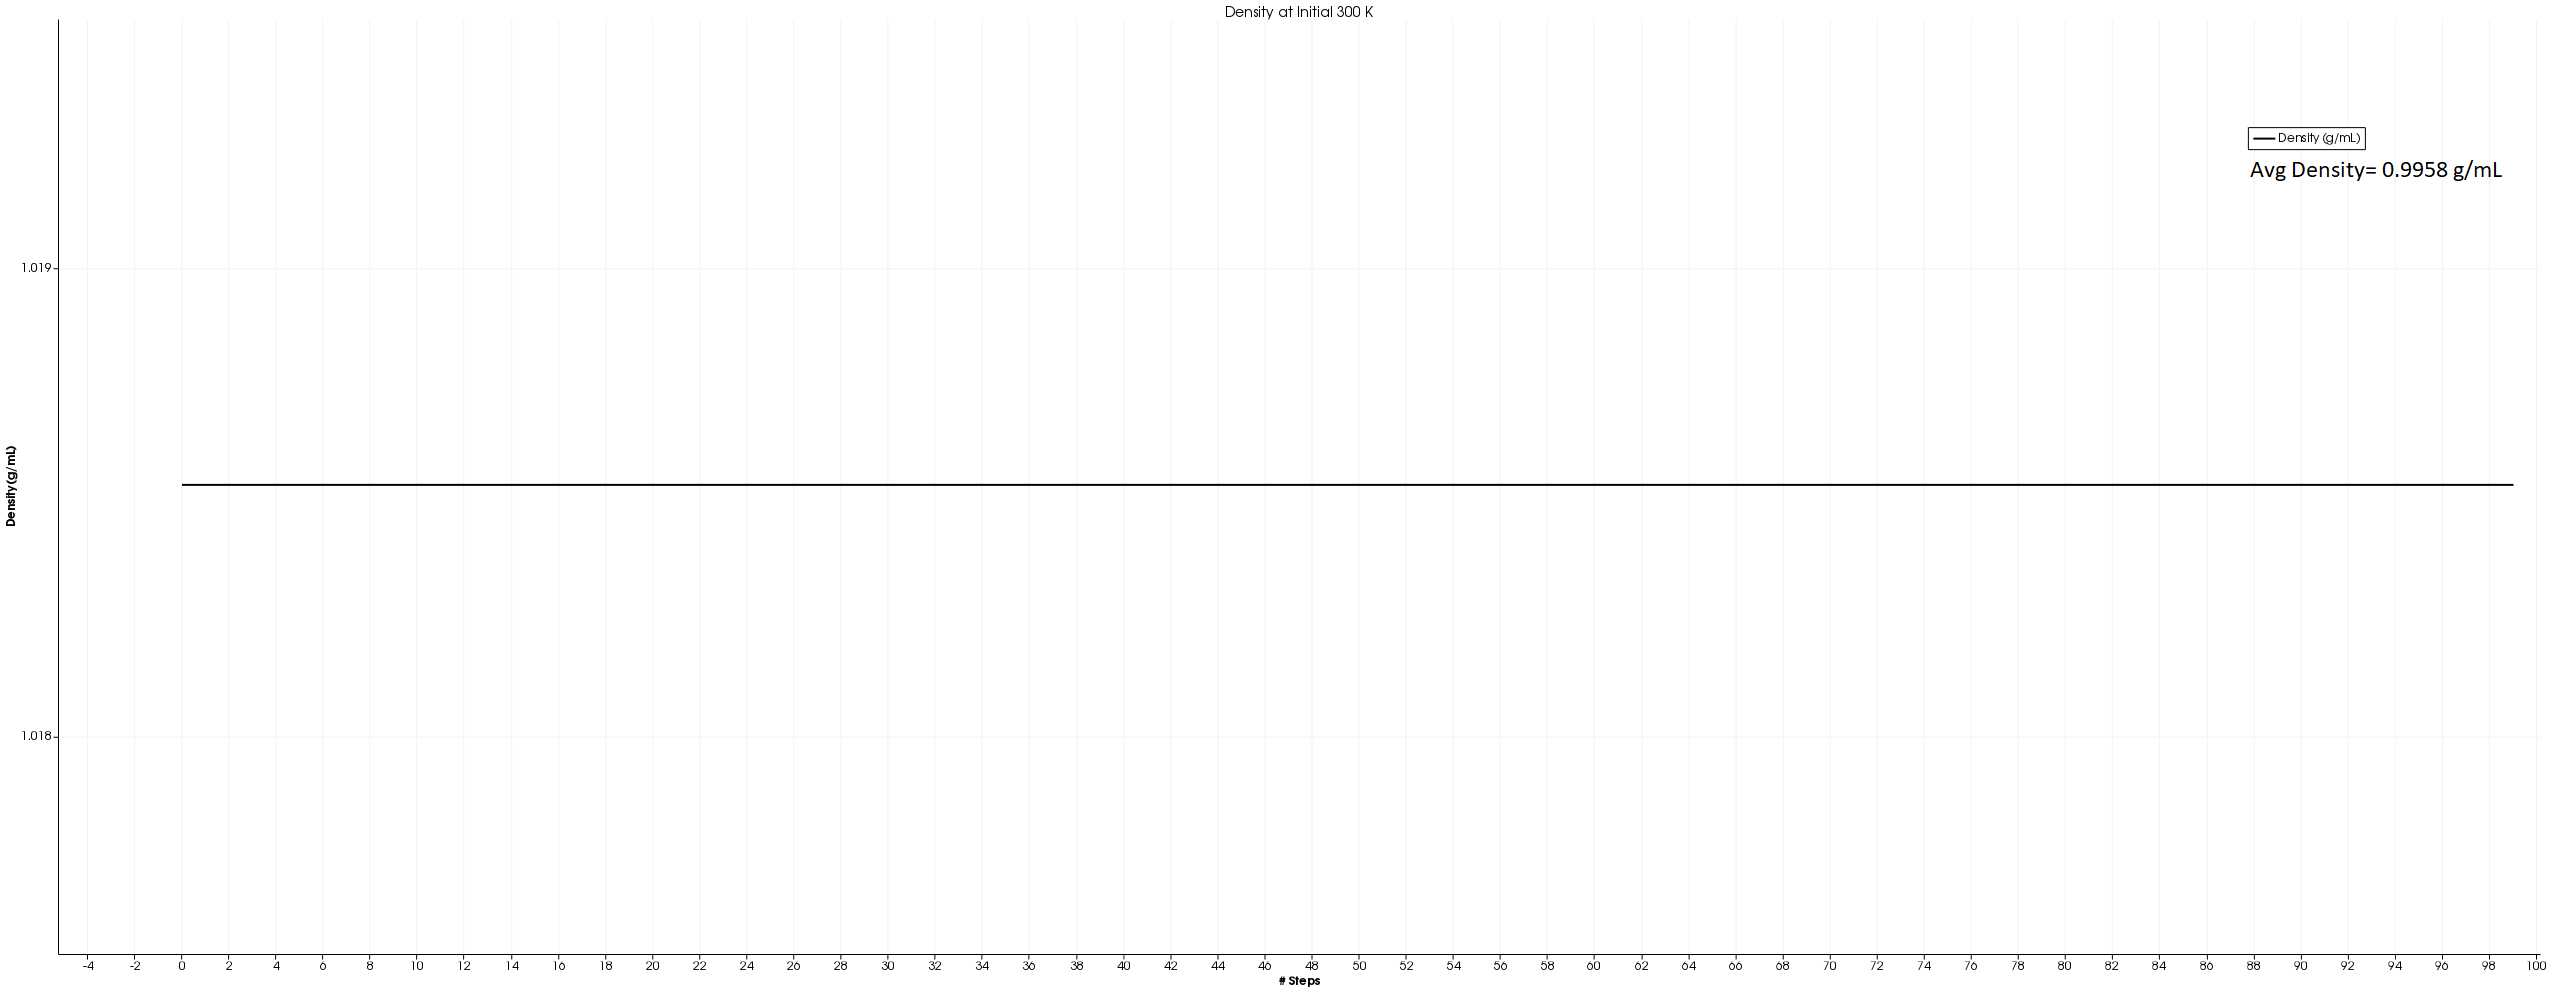 Density at Initial 300 K
Density (g/mL)
Avg Density= 0.9958 g/mL
1.019
Density(g/mL)
1.018
-4 -2 0 2 4 6 8 10 12 14 16 18 20 22 24 26 28 30 32 34 36 38 40 42 44 46 48 50 52 54 56 58 60 62 64 66 68 70 72 74 76 78 80 82 84 86 88 90 92 94 96 98 100
# Steps